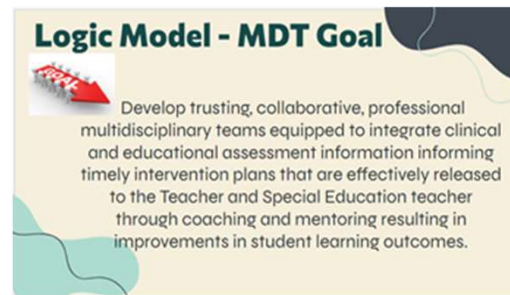 Logic Model - MDT Goal
GOAL
Develop trusting, collaborative, professional
multidisciplinary teams equipped to integrate clinical
and educational assessment information informing
timely intervention plans that are effectively released
to the Teacher and Special Education teacher
through coaching and mentoring resulting in
improvements in student learning outcomes.